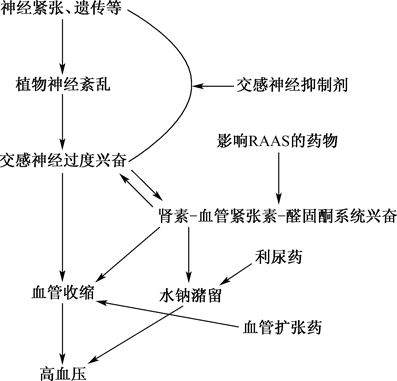 神经紧张、遗传等
植物神经紊乱
交感神经抑制剂
影响RAAS的药物
交感神经过度兴奋
肾素-血管紧张素-醛固酮系统兴奋
利尿药
血管收缩
水钠潴留
血管扩张药
高血压